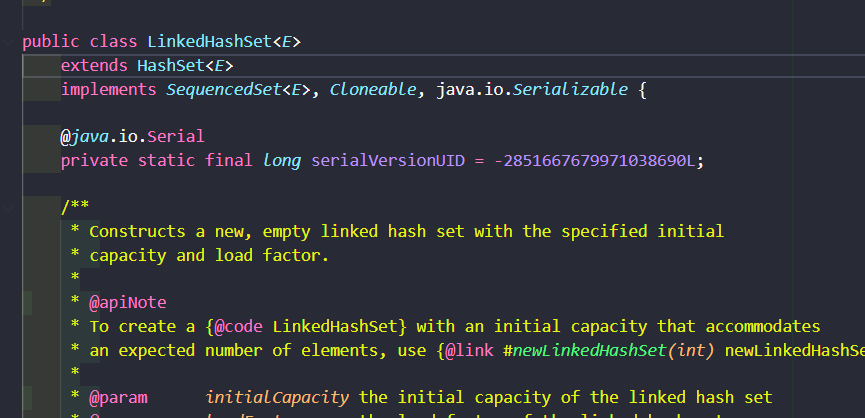 public class LinkedHashSet<E>
extends HashSet<E>
implements SequencedSet<E>, Cloneable, java.io.Serializable {
@java.io.Serial
private static final long serialVersionUID = -2851667679971038690L;
/**
* Constructs a new, empty linked hash set with the specified initial
* capacity and load factor.
*
* @apiNote
* To create a {@code LinkedHashSet} with an initial capacity that accommodates
* an expected number of elements, use {@link #newLinkedHashSet(int) newLinkedHashSe
*
* @param initialCapacity the initial capacity of the linked hash set